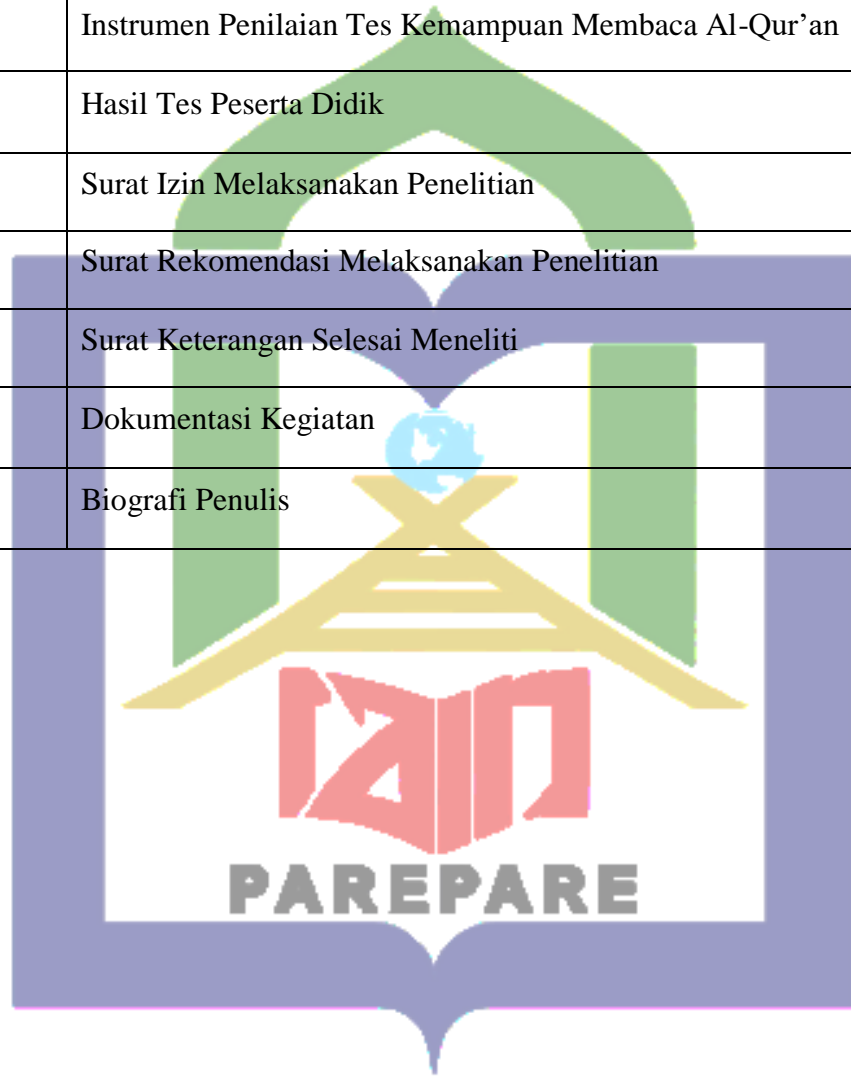 Instrumen Penilaian Tes Kemampuan Membaca Al-Qur’an
Hasil Tes Peserta Didik
Surat Izin Melaksanakan Penelitian
Surat Rekomendasi Melaksanakan Penelitian
Surat Keterangan Selesai Meneliti
Dokumentasi Kegiatan
Biografi Penulis
iain
PAREPARE